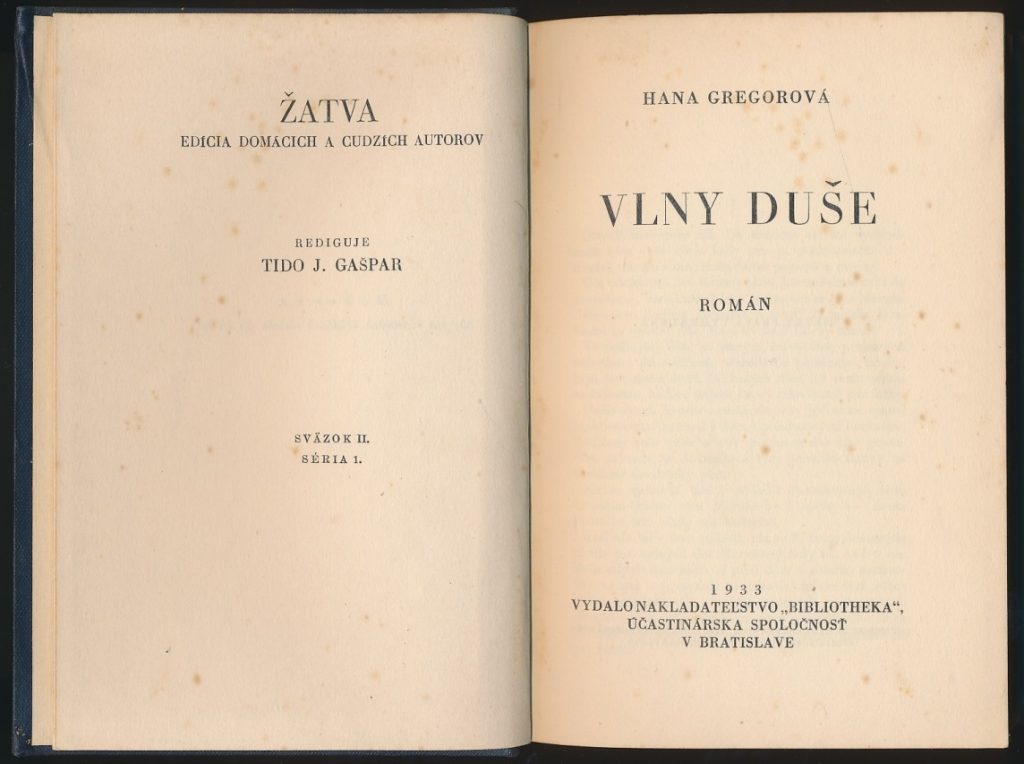 ŽATVA
EDÍCIA DOMÁCICH A CUDZÍCH AUTOROV
REDIGUJE
TIDO J. GAŠPAR
SVÄZOK II.
SÉRIA 1.
HANA GREGOROVÁ
VLNY DUŠE
ROMÁN
1933
VYDALO NAKLADATEĽSTVO „BIBLIOTHEKA“,
ÚČASTINÁRSKA SPOLOČNOSŤ
V BRATISLAVE